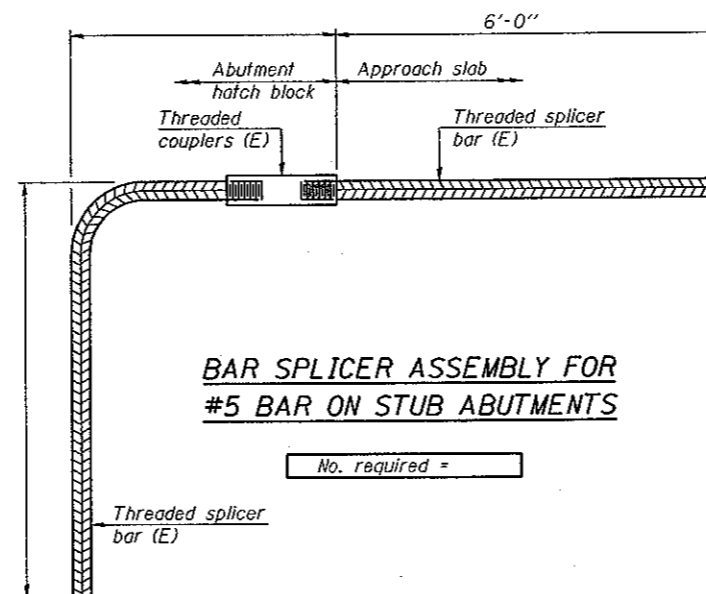 6'-0"
Abutment
hatch block
Approach slab
Threaded
couplers (E)
Threaded splicer
bar (E)
BAR SPLICER ASSEMBLY FOR
#5 BAR ON STUB ABUTMENTS
No. required =
Threaded splicer
bar (E)